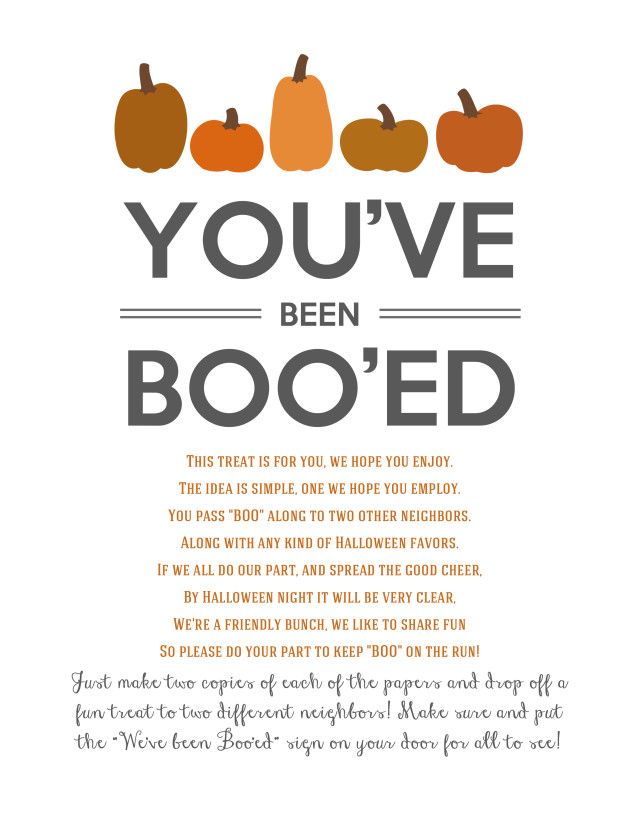 YOU'VE
BEEN
BOO'ED
This treat is for you, we hope you enjoy.
The idea is simple, one we hope you employ.
You pass "BOO" along to two other neighbors.
Along with any kind of Halloween favors.
If we all do our part, and spread the good cheer,
By Halloween night it will be very clear,
We're a friendly bunch, we like to share fun
So please do your part to keep "BOO" on the run!
Just make two copies of each of the papers and drop off a
fun treat to two different neighbors! Make sure and put
the "We've been Boo'ed" sign on your door for all to see!